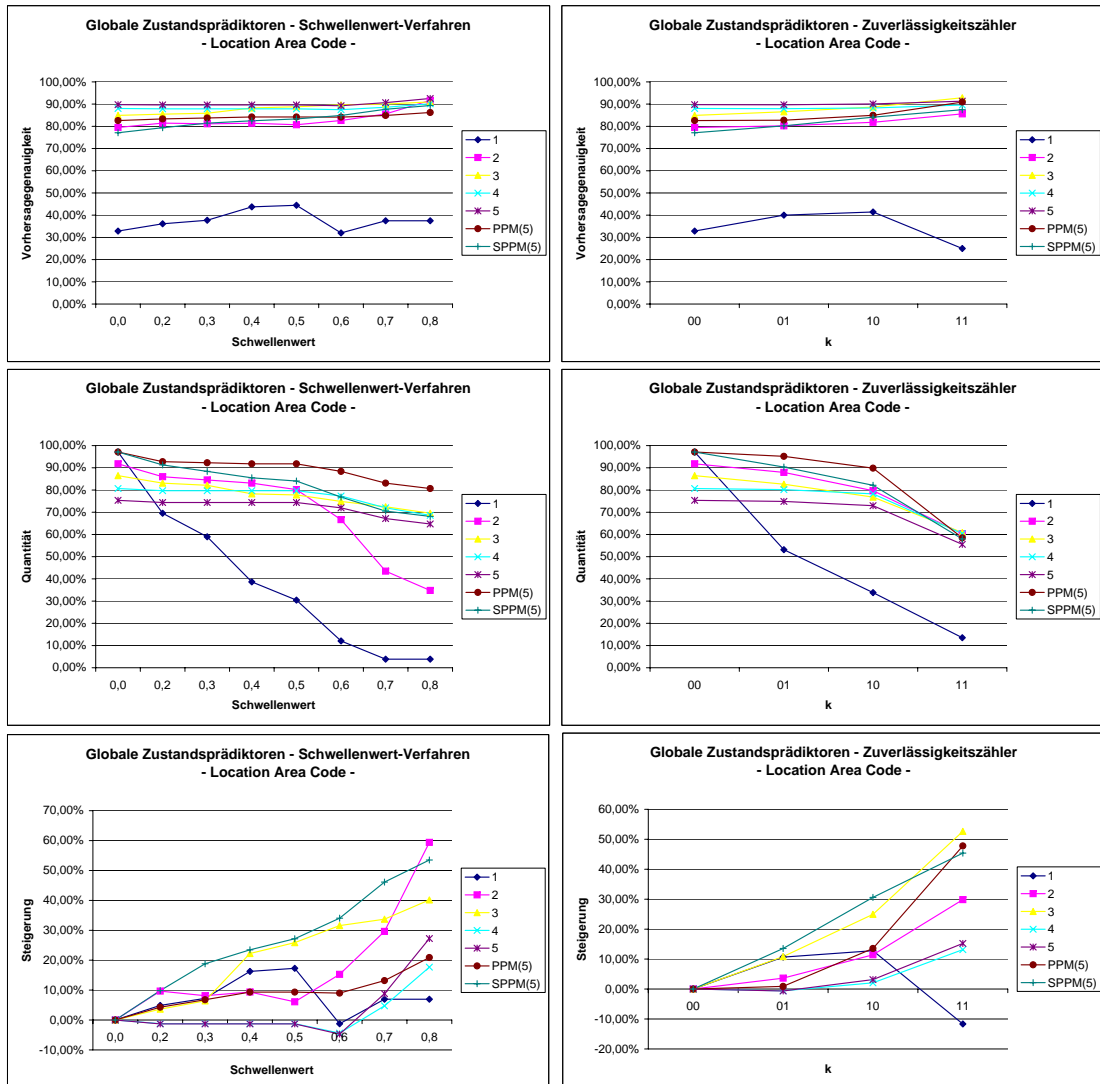 Globale Zustandsprädiktoren - Schwellenwert-Verfahren
- Location Area Code -
100,00%
90,00%
80,00%
70,00%
60,00%
50,00%
40,00%
30,00%
20,00%
10,00%
0,00%
0,0 0,2 0,3 0,4 0,5 0,6 0,7 0,8
Schwellenwert
Vorhersagegenauigkeit
1
2
3
4
5
PPM(5)
SPPM(5)
Globale Zustandsprädiktoren - Zuverlässigkeitszähler
- Location Area Code -
100,00%
90,00%
80,00%
70,00%
60,00%
50,00%
40,00%
30,00%
20,00%
10,00%
0,00%
00 01 10 11
k
Vorhersagegenauigkeit
1
2
3
4
5
PPM(5)
SPPM(5)
Globale Zustandsprädiktoren - Schwellenwert-Verfahren
- Location Area Code -
100,00%
90,00%
80,00%
70,00%
60,00%
50,00%
40,00%
30,00%
20,00%
10,00%
0,00%
0,0 0,2 0,3 0,4 0,5 0,6 0,7 0,8
Schwellenwert
Quantität
1
2
3
4
5
PPM(5)
SPPM(5)
Globale Zustandsprädiktoren - Zuverlässigkeitszähler
- Location Area Code -
100,00%
90,00%
80,00%
70,00%
60,00%
50,00%
40,00%
30,00%
20,00%
10,00%
0,00%
00 01 10 11
k
Quantität
1
2
3
4
5
PPM(5)
SPPM(5)
Globale Zustandsprädiktoren - Schwellenwert-Verfahren
- Location Area Code -
70,00%
60,00%
50,00%
40,00%
30,00%
20,00%
10,00%
0,00%
-10,00%
0,0 0,2 0,3 0,4 0,5 0,6 0,7 0,8
Schwellenwert
Steigerung
1
2
3
4
5
PPM(5)
SPPM(5)
Globale Zustandsprädiktoren - Zuverlässigkeitszähler
- Location Area Code -
60,00%
50,00%
40,00%
30,00%
20,00%
10,00%
0,00%
-10,00%
-20,00%
00 01 10 11
k
Steigerung
1
2
3
4
5
PPM(5)
SPPM(5)